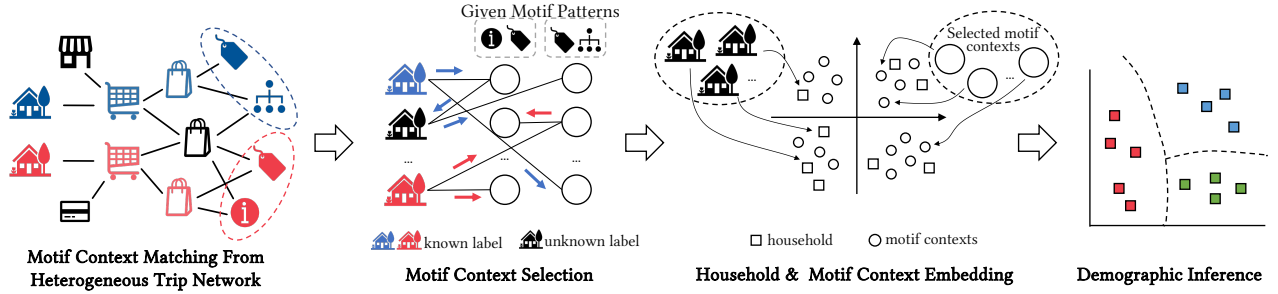 Given Motif Patterns
Selected motif
contexts
...
...
...
...
...
...
known label
unknown label
household
motif contexts
Motif Context Matching From
Heterogeneous Trip Network
Motif Context Selection
Household & Motif Context Embedding
Demographic Inference